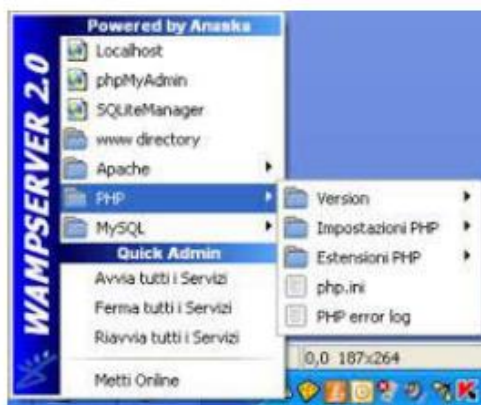 Powered by Anaska
WAMPSERVER 2.0
Localhost
phpMyAdmin
SQLiteManager
www directory
Apache
PHP
MySQL
Quick Admin
Avvia tutti i Servizi
Ferma tutti i Servizi
Riavvia tutti i Servizi
Metti Online
Version
Impostazioni PHP
Estensioni PHP
php.ini
PHP error log
0,0 187x264